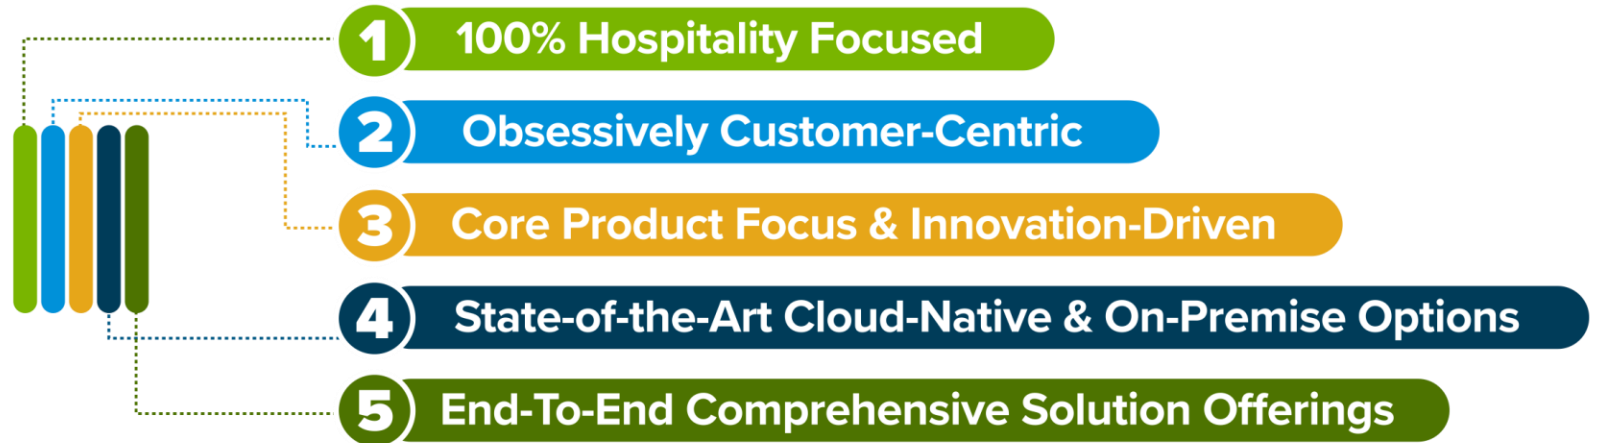 1 100% Hospitality Focused
2 Obsessively Customer-Centric
3 Core Product Focus & Innovation-Driven
4 State-of-the-Art Cloud-Native & On-Premise Options
5 End-To-End Comprehensive Solution Offerings